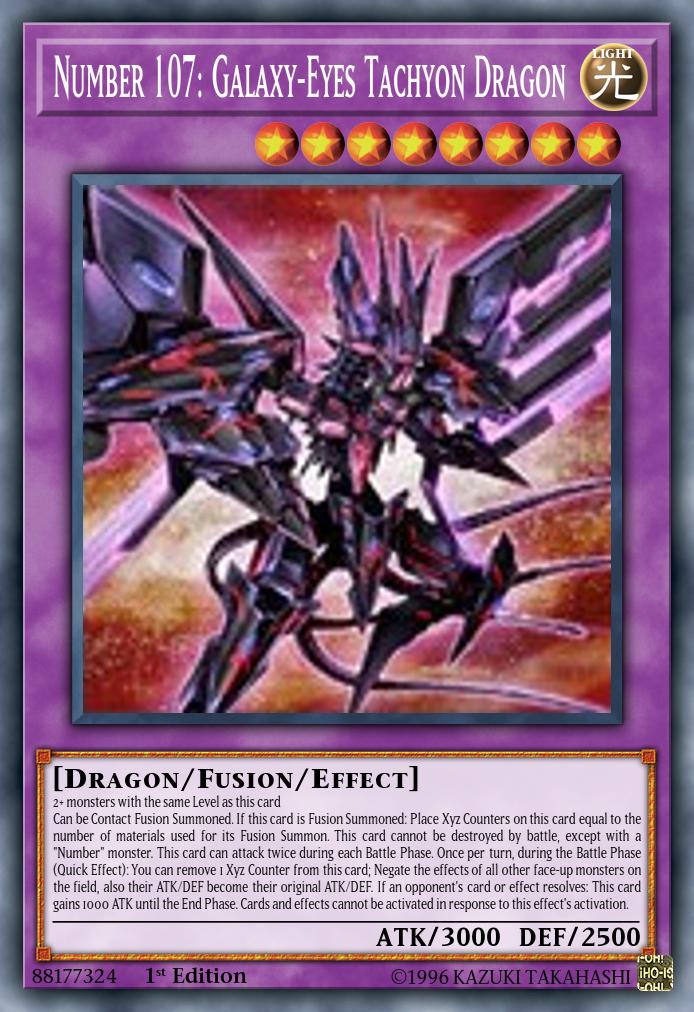 Number 107: Galaxy-Eyes Tachyon Dragon
LIGHT
光
[Dragon/Fusion/Effect]
2+ monsters with the same Level as this card
Can be Contact Fusion Summoned. If this card is Fusion Summoned: Place Xyz Counters on this card equal to the
number of materials used for its Fusion Summon. This card cannot be destroyed by battle, except with a
"Number" monster. This card can attack twice during each Battle Phase. Once per turn, during the Battle Phase
(Quick Effect): You can remove 1 Xyz Counter from this card; Negate the effects of all other face-up monsters on
the field, also their ATK/DEF become their original ATK/DEF. If an opponent's card or effect resolves: This card
gains 1000 ATK until the End Phase. Cards and effects cannot be activated in response to this effect's activation.
ATK/3000 DEF/2500
88177324 1st Edition ©1996 KAZUKI TAKAHASHI